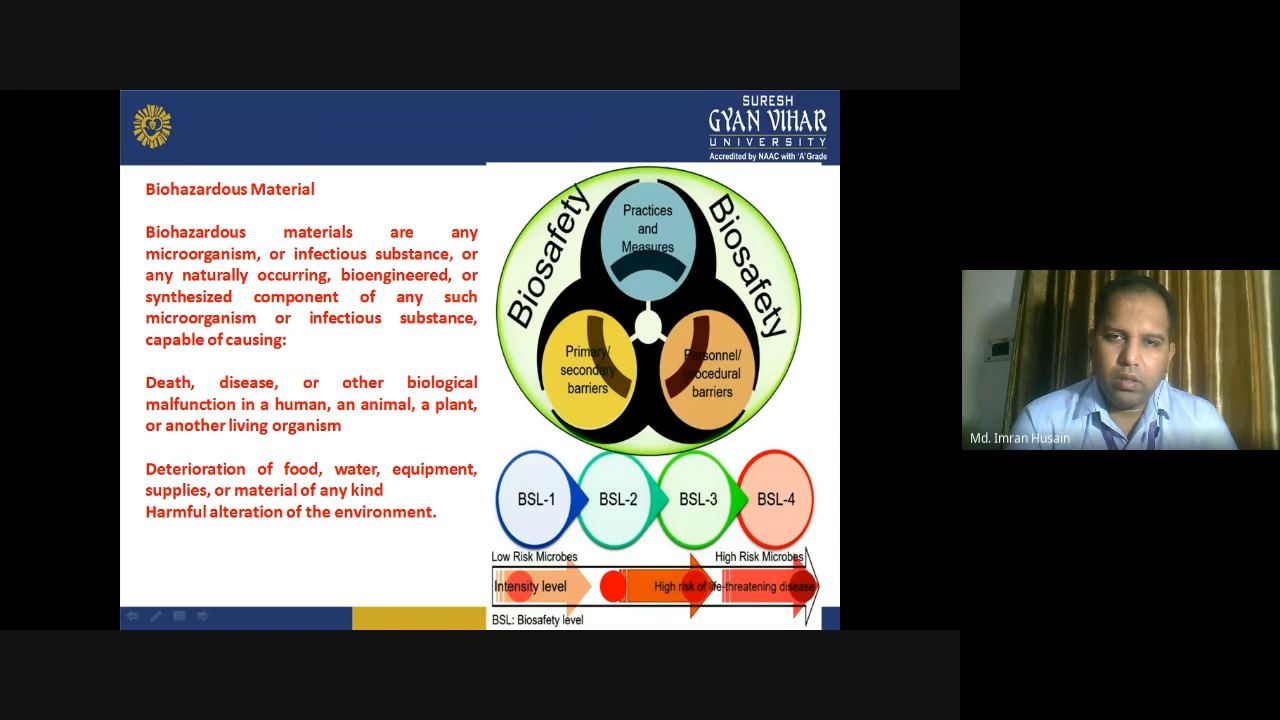 SURESH
GYAN VIHAR
UNIVERSITY
Accredited by NAAC with 'A' Grade
Biohazardous Material
Biohazardous materials are any
microorganism, or infectious substance, or
any naturally occurring, bioengineered, or
synthesized component of any such
microorganism or infectious substance,
capable of causing:
Death, disease, or other biological
malfunction in a human, an animal, a plant,
or another living organism
Deterioration of food, water, equipment,
supplies, or material of any kind
Harmful alteration of the environment.
Biosafety
Biosafety
Practices
and
Measures
Primary/
secondary
barriers
Personnel/
procedural
barriers
BSL-1
BSL-2
BSL-3
BSL-4
Low Risk Microbes
High Risk Microbes
Intensity level
High risk of life-threatening disease
BSL: Biosafety level
Md. Imran Husain